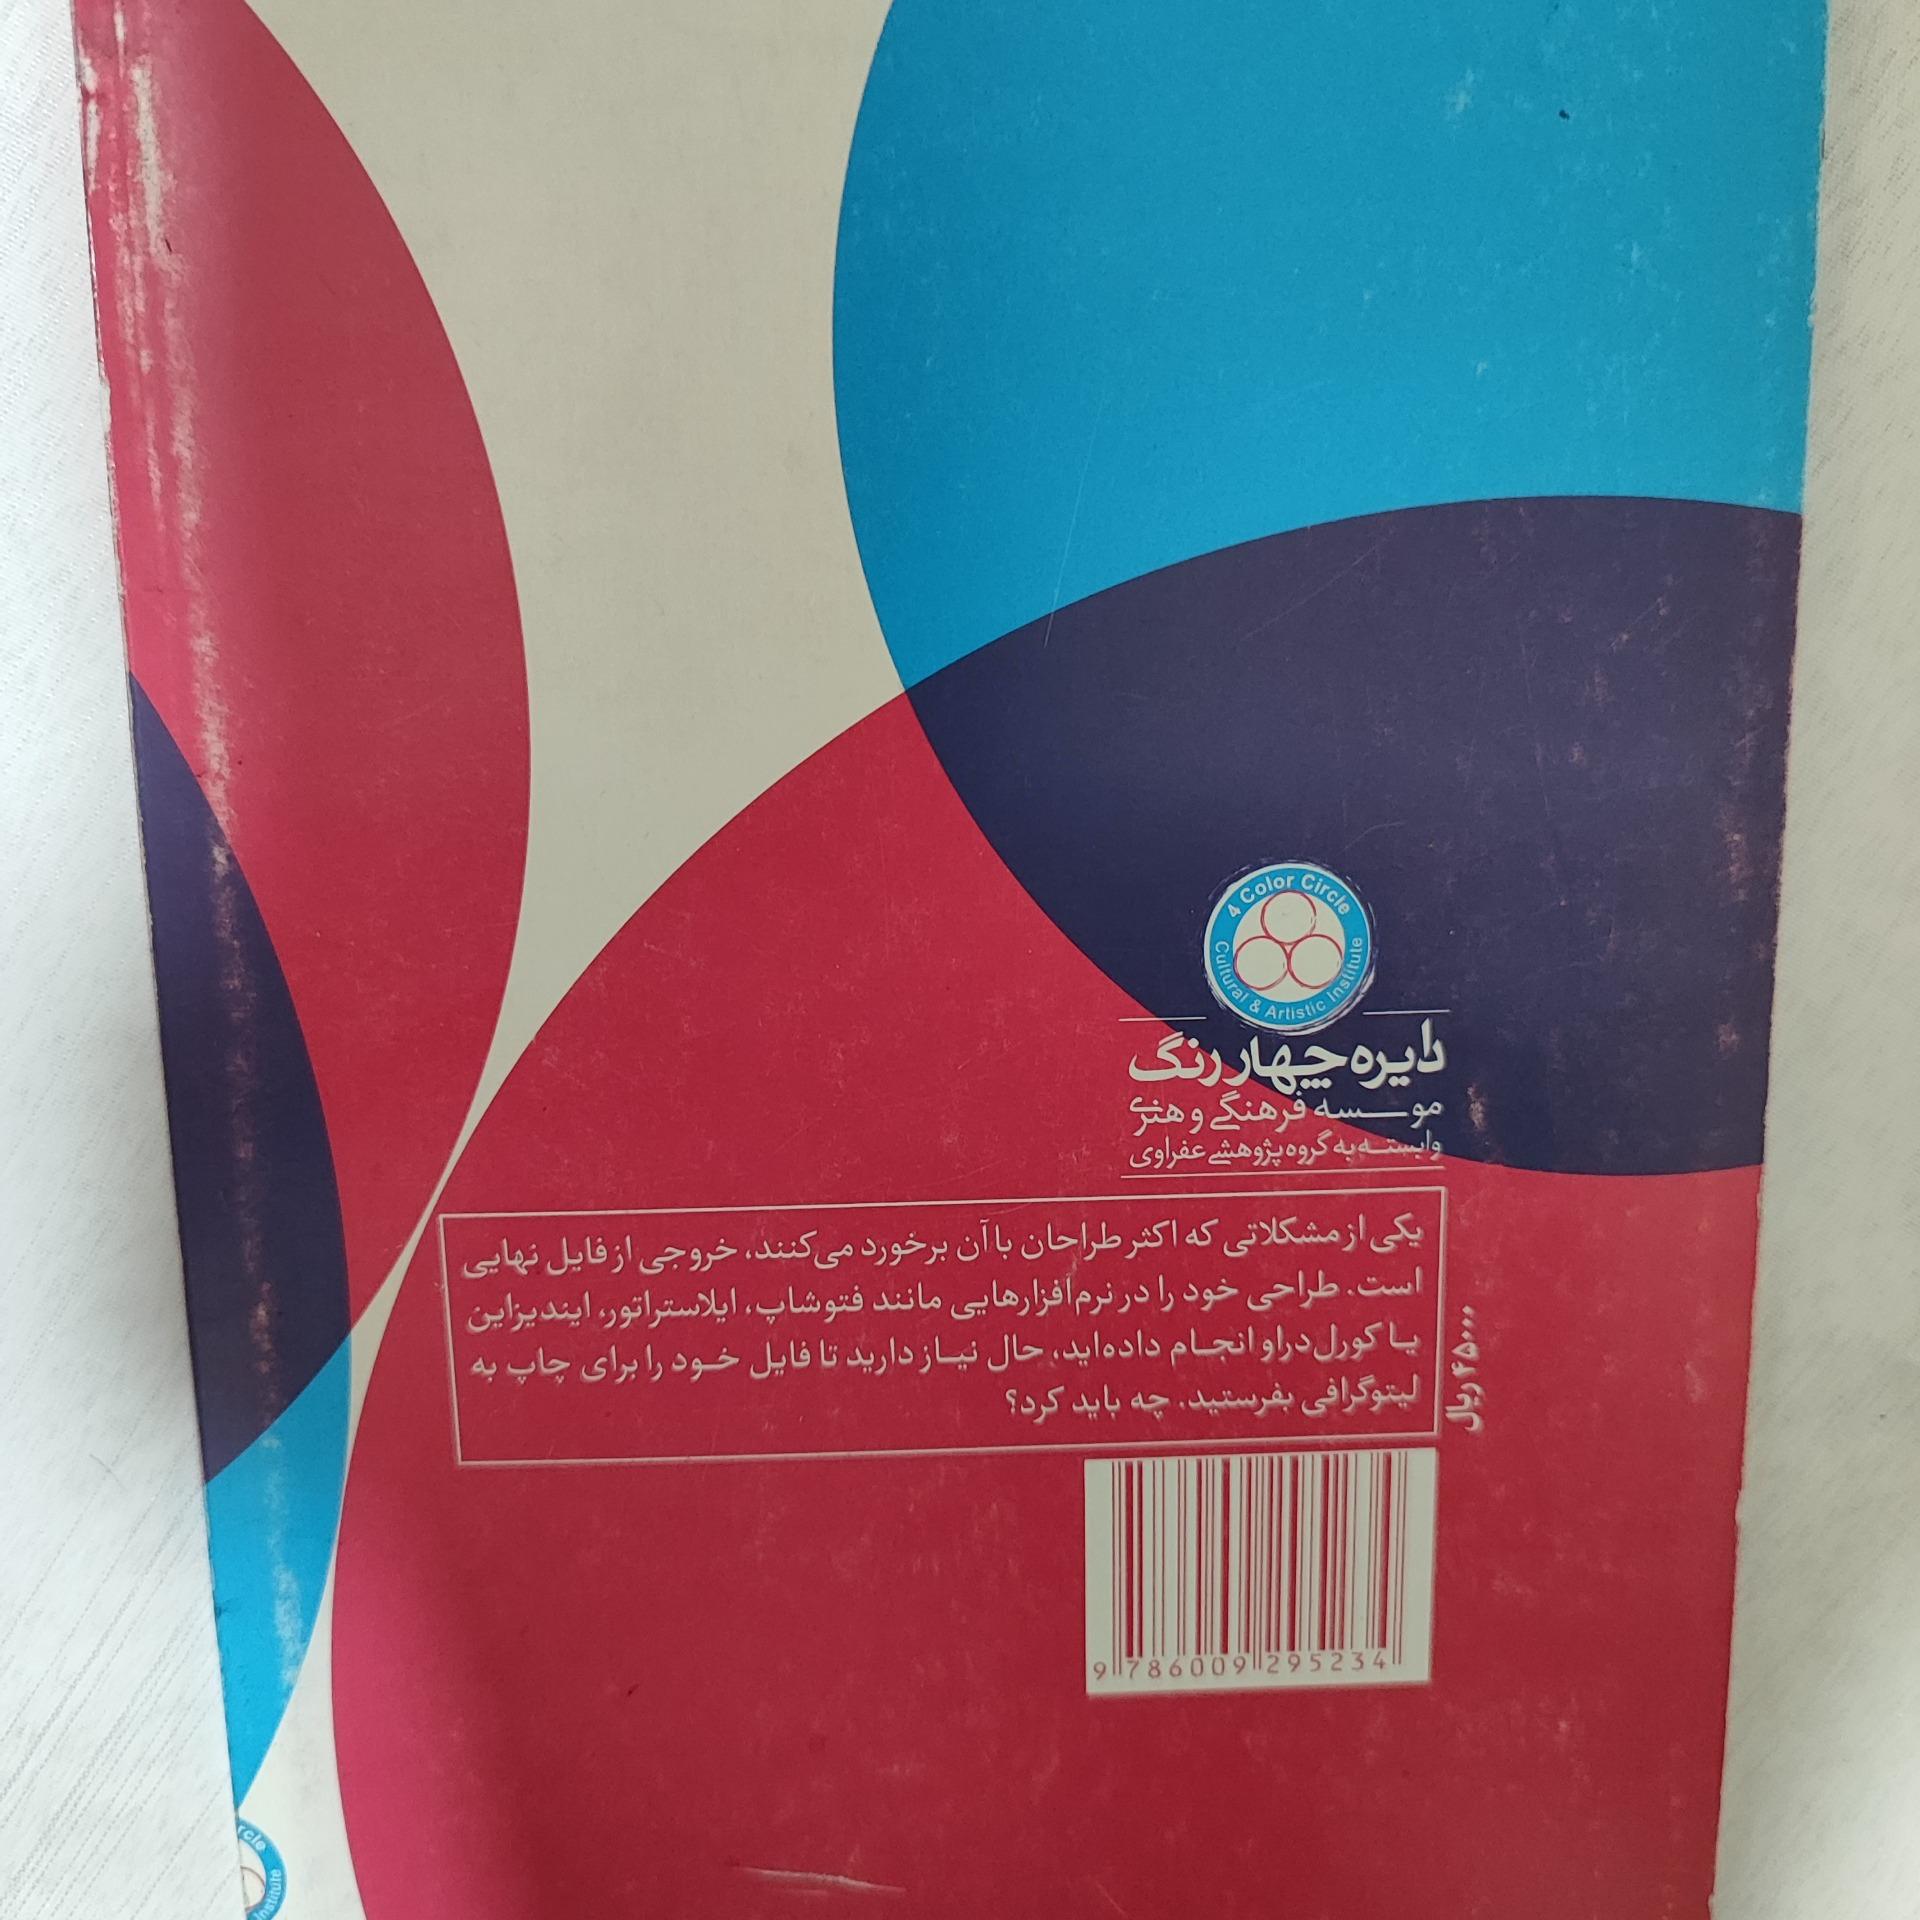 4 Color Circle
Cultural & Artistic Institute
دایره چهار رنگ
موسسه فرهنگی و هنری
وابسته به گروه پژوهشی عفراوی
یکی از مشکلاتی که اکثر طراحان با آن برخورد می‌کنند، خروجی از فایل نهایی
است. طراحی خود را در نرم‌افزارهایی مانند فتوشاپ، ایلاستراتور، ایندیزاین
یا کورل‌دراو انجام داده‌اید، حال نیاز دارید تا فایل خود را برای چاپ به
لیتوگرافی بفرستید. چه باید کرد؟
۴۵۰۰۰ ریال
9 786009 295234
rcle
Institute